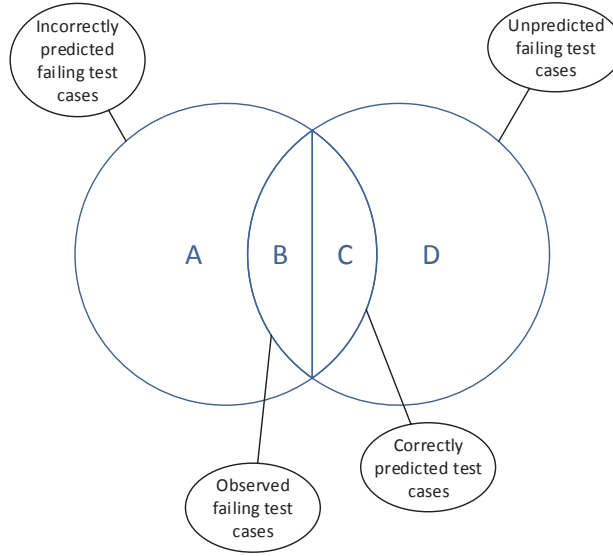 Incorrectly
predicted
failing test
cases
Unpredicted
failing test
cases
A
B
C
D
Observed
failing test
cases
Correctly
predicted test
cases